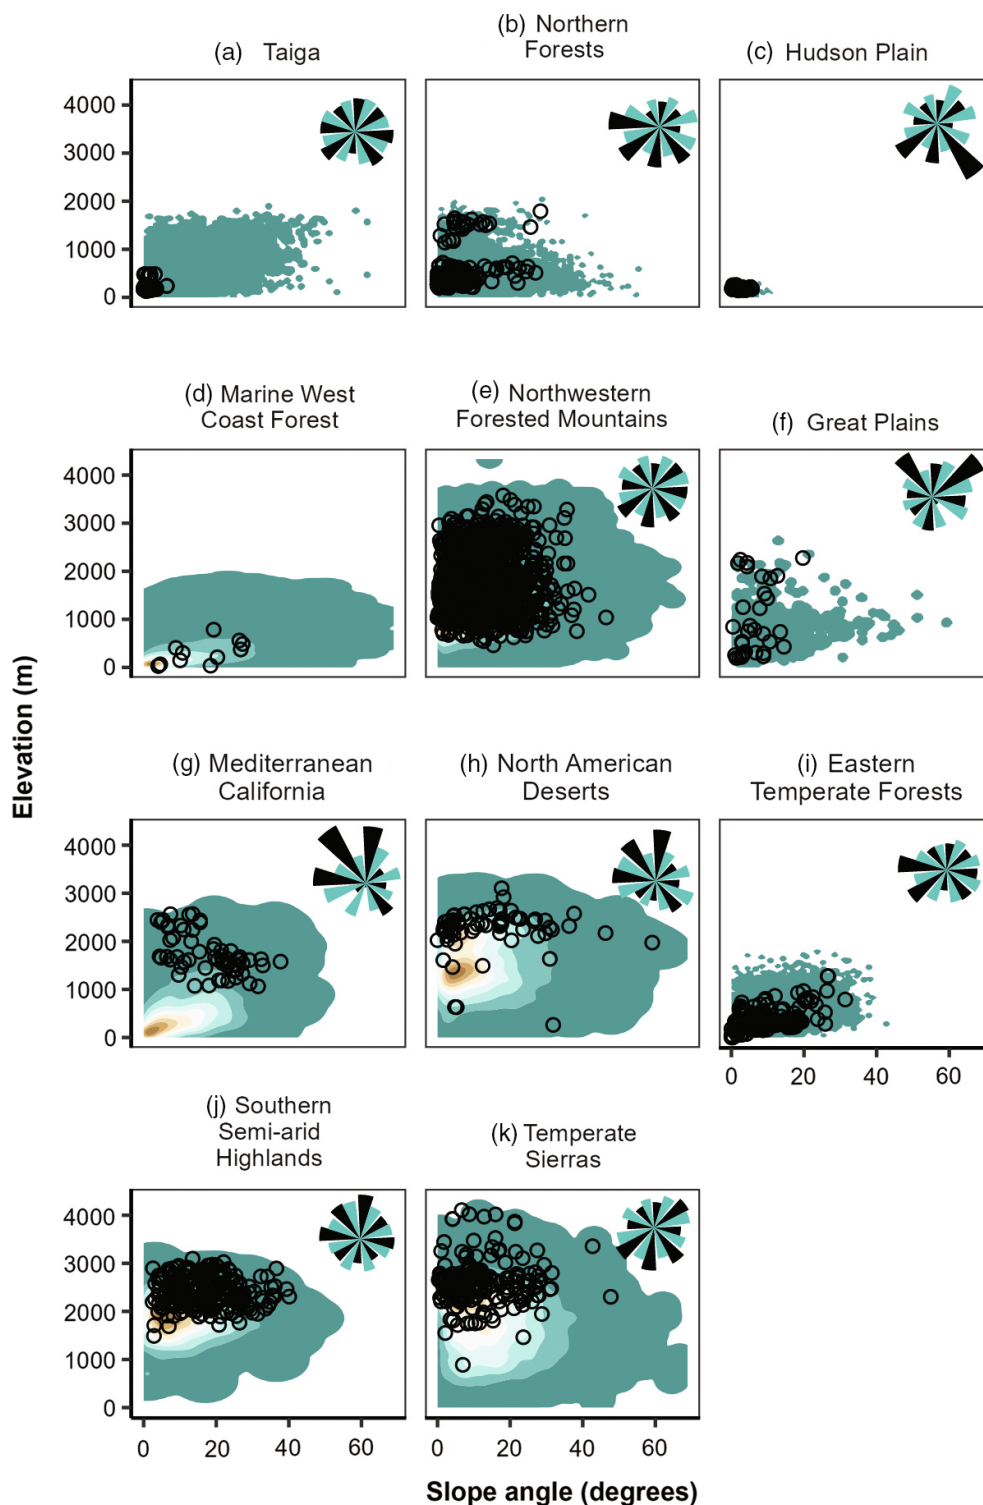 (a) Taiga
(b) Northern
Forests
(c) Hudson Plain
4000
3000
2000
1000
0
(d) Marine West
Coast Forest
(e) Northwestern
Forested Mountains
(f) Great Plains
4000
3000
2000
1000
0
Elevation (m)
(g) Mediterranean
California
(h) North American
Deserts
(i) Eastern
Temperate Forests
4000
3000
2000
1000
0
0 20 40 60
(j) Southern
Semi-arid
Highlands
(k) Temperate
Sierras
4000
3000
2000
1000
0
0 20 40 60
0 20 40 60
Slope angle (degrees)